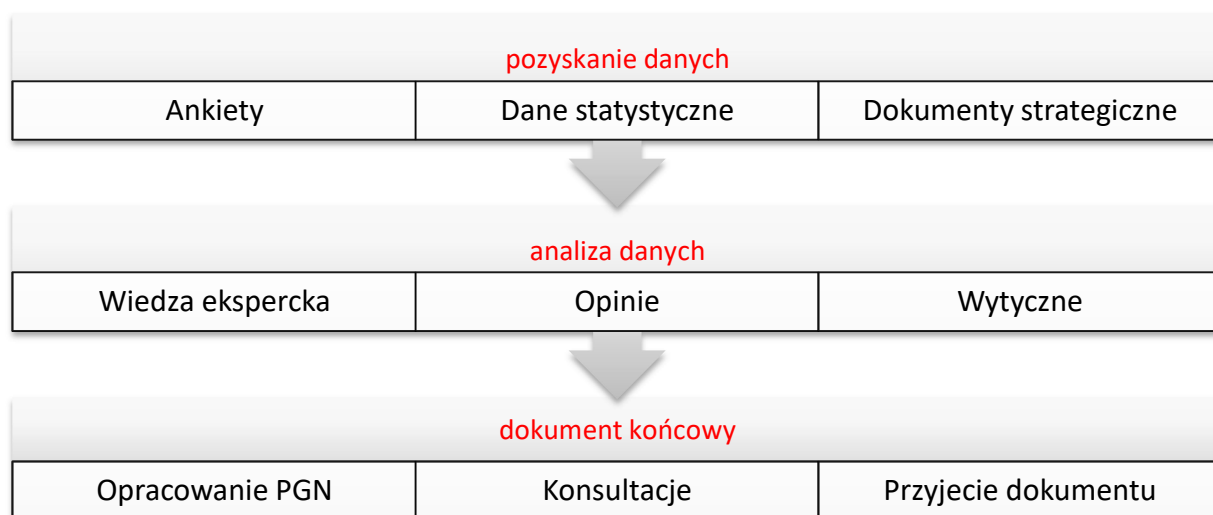 pozyskanie danych
Ankiety
Dane statystyczne
Dokumenty strategiczne
analiza danych
Wiedza ekspercka
Opinie
Wytyczne
dokument końcowy
Opracowanie PGN
Konsultacje
Przyjecie dokumentu